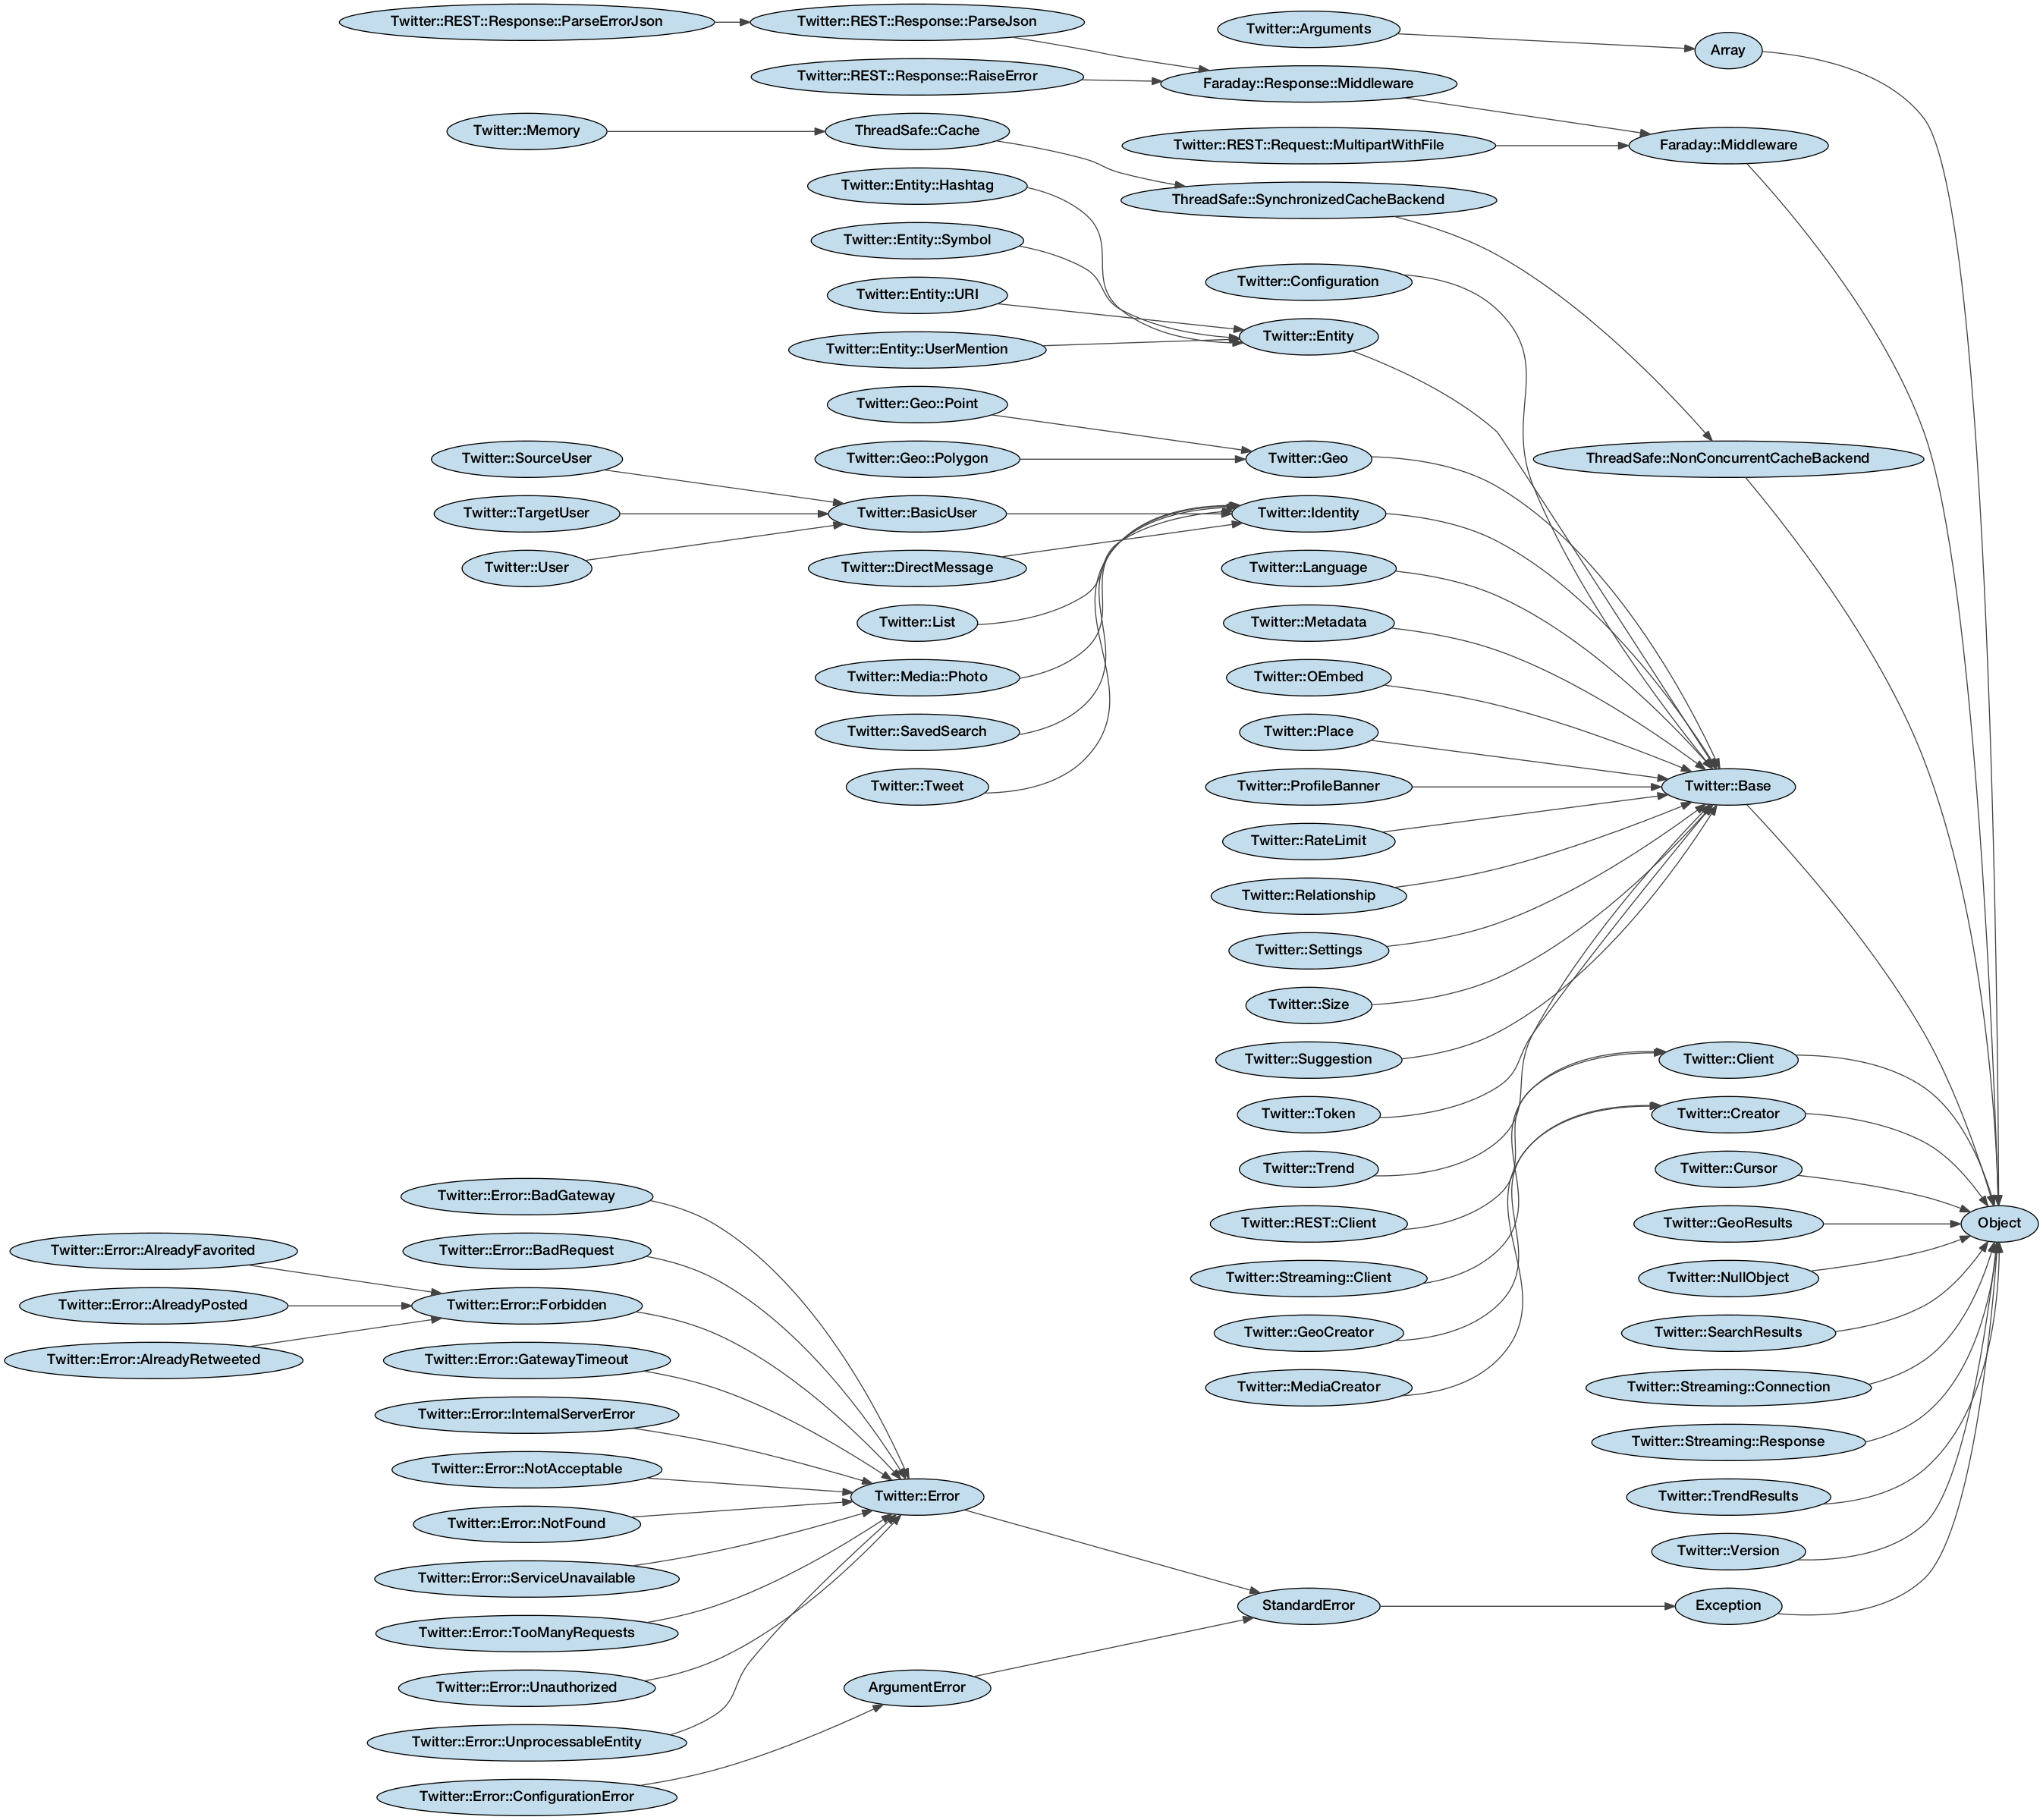 Twitter::REST::Response::ParseErrorJson
Twitter::REST::Response::ParseJson
Twitter::Arguments
Array
Twitter::REST::Response::RaiseError
Faraday::Response::Middleware
Twitter::Memory
ThreadSafe::Cache
Twitter::REST::Request::MultipartWithFile
Faraday::Middleware
Twitter::Entity::Hashtag
ThreadSafe::SynchronizedCacheBackend
Twitter::Entity::Symbol
Twitter::Configuration
Twitter::Entity::URI
Twitter::Entity
Twitter::Entity::UserMention
Twitter::Geo::Point
Twitter::SourceUser
Twitter::Geo::Polygon
Twitter::Geo
ThreadSafe::NonConcurrentCacheBackend
Twitter::TargetUser
Twitter::BasicUser
Twitter::Identity
Twitter::User
Twitter::DirectMessage
Twitter::Language
Twitter::List
Twitter::Metadata
Twitter::Media::Photo
Twitter::OEmbed
Twitter::SavedSearch
Twitter::Place
Twitter::Tweet
Twitter::ProfileBanner
Twitter::Base
Twitter::RateLimit
Twitter::Relationship
Twitter::Settings
Twitter::Size
Twitter::Suggestion
Twitter::Client
Twitter::Token
Twitter::Creator
Twitter::Trend
Twitter::Cursor
Twitter::Error::BadGateway
Twitter::REST::Client
Twitter::GeoResults
Object
Twitter::Error::AlreadyFavorited
Twitter::Error::BadRequest
Twitter::Streaming::Client
Twitter::NullObject
Twitter::Error::AlreadyPosted
Twitter::Error::Forbidden
Twitter::GeoCreator
Twitter::SearchResults
Twitter::Error::AlreadyRetweeted
Twitter::Error::GatewayTimeout
Twitter::MediaCreator
Twitter::Streaming::Connection
Twitter::Error::InternalServerError
Twitter::Streaming::Response
Twitter::Error::NotAcceptable
Twitter::Error
Twitter::TrendResults
Twitter::Error::NotFound
Twitter::Version
Twitter::Error::ServiceUnavailable
StandardError
Exception
Twitter::Error::TooManyRequests
Twitter::Error::Unauthorized
ArgumentError
Twitter::Error::UnprocessableEntity
Twitter::Error::ConfigurationError